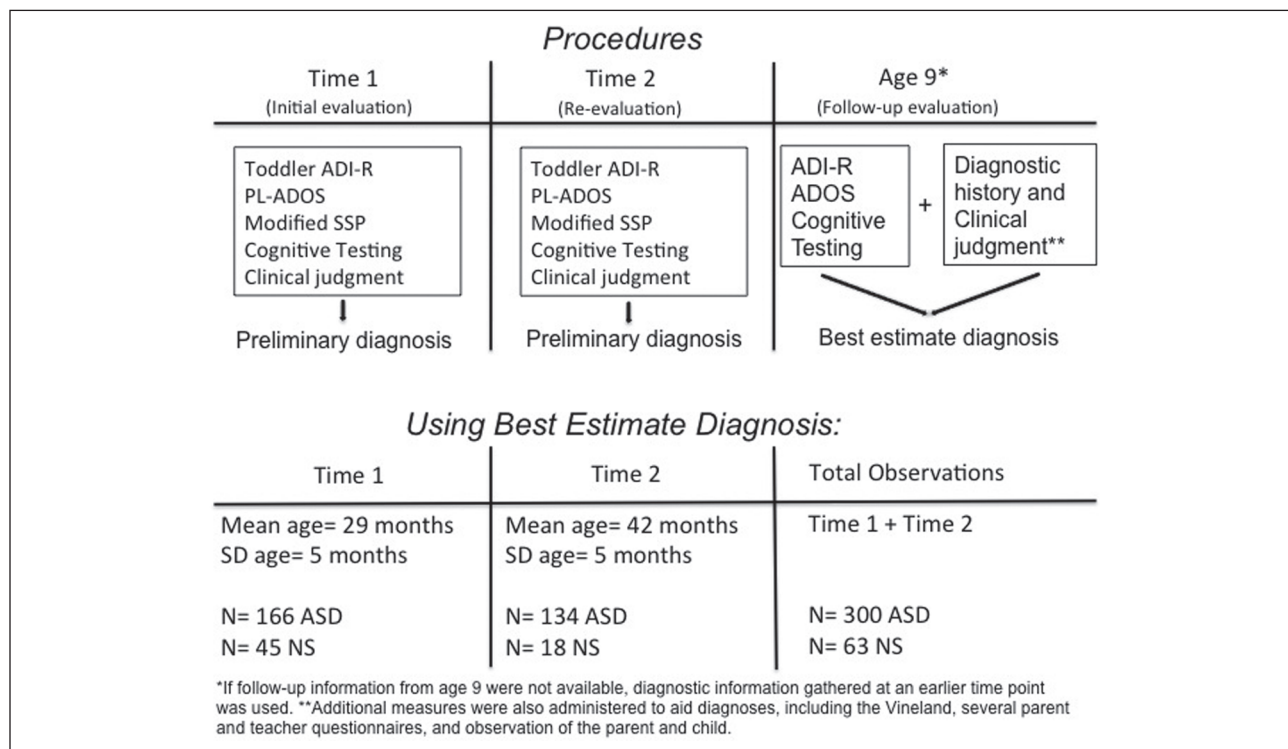 Procedures
Time 1
(Initial evaluation)
Time 2
(Re-evaluation)
Age 9*
(Follow-up evaluation)
Toddler ADI-R
PL-ADOS
Modified SSP
Cognitive Testing
Clinical judgment
Preliminary diagnosis
Toddler ADI-R
PL-ADOS
Modified SSP
Cognitive Testing
Clinical judgment
Preliminary diagnosis
ADI-R
ADOS
Cognitive
Testing
+
Diagnostic
history and
Clinical
judgment**
Best estimate diagnosis
Using Best Estimate Diagnosis:
Time 1
Time 2
Total Observations
Mean age= 29 months
SD age= 5 months
N= 166 ASD
N= 45 NS
Mean age= 42 months
SD age= 5 months
N= 134 ASD
N= 18 NS
Time 1 + Time 2
N= 300 ASD
N= 63 NS
*If follow-up information from age 9 were not available, diagnostic information gathered at an earlier time point
was used. **Additional measures were also administered to aid diagnoses, including the Vineland, several parent
and teacher questionnaires, and observation of the parent and child.